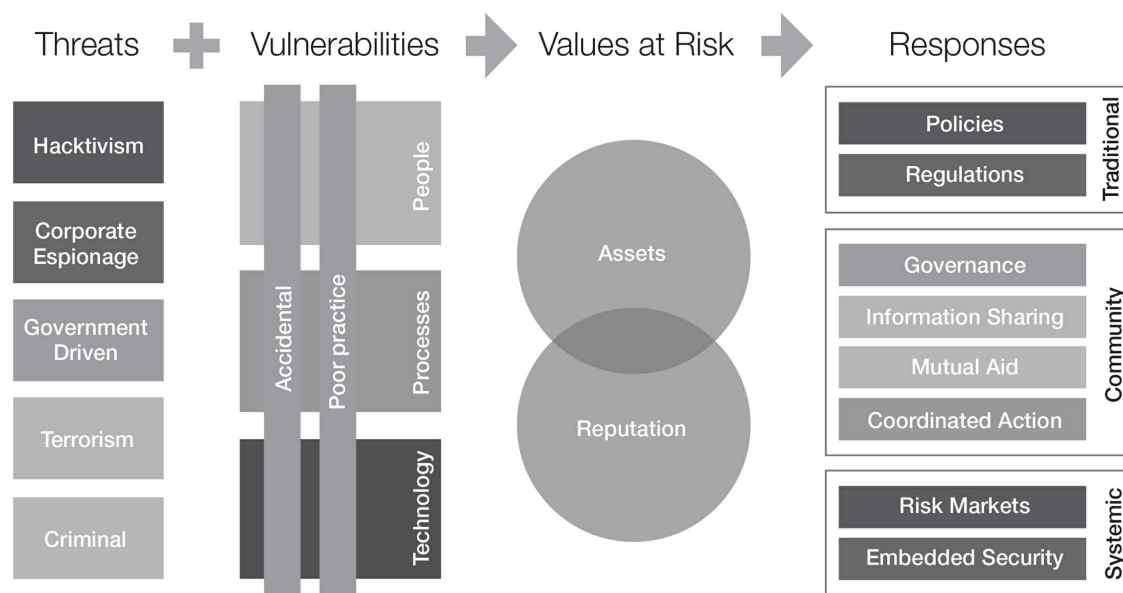 Threats
Vulnerabilities
Values at Risk
Responses
Hacktivism
Corporate
Espionage
Government
Driven
Terrorism
Criminal
Accidental
Poor practice
People
Processes
Technology
Assets
Reputation
Policies
Regulations
Traditional
Governance
Information Sharing
Mutual Aid
Coordinated Action
Community
Risk Markets
Embedded Security
Systemic